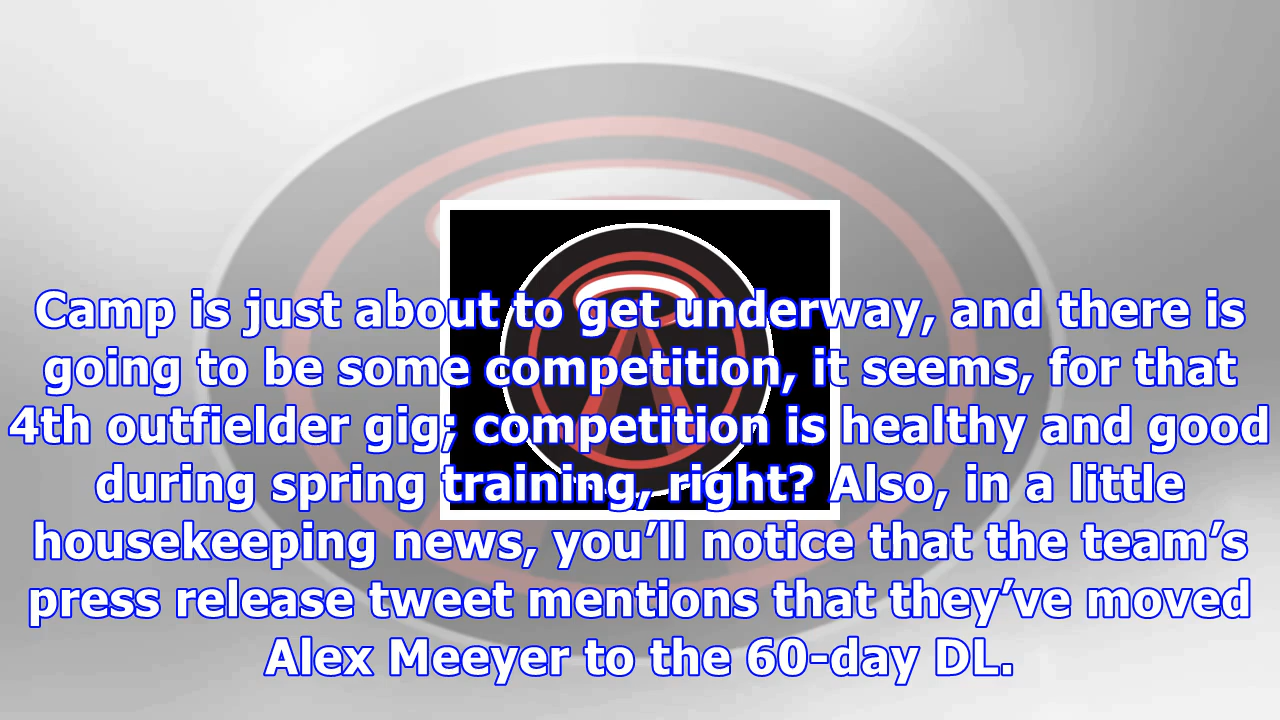 Camp is just about to get underway, and there is
going to be some competition, it seems, for that
4th outfielder gig; competition is healthy and good
during spring training, right? Also, in a little
housekeeping news, you’ll notice that the team’s
press release tweet mentions that they’ve moved
Alex Meeyer to the 60-day DL.